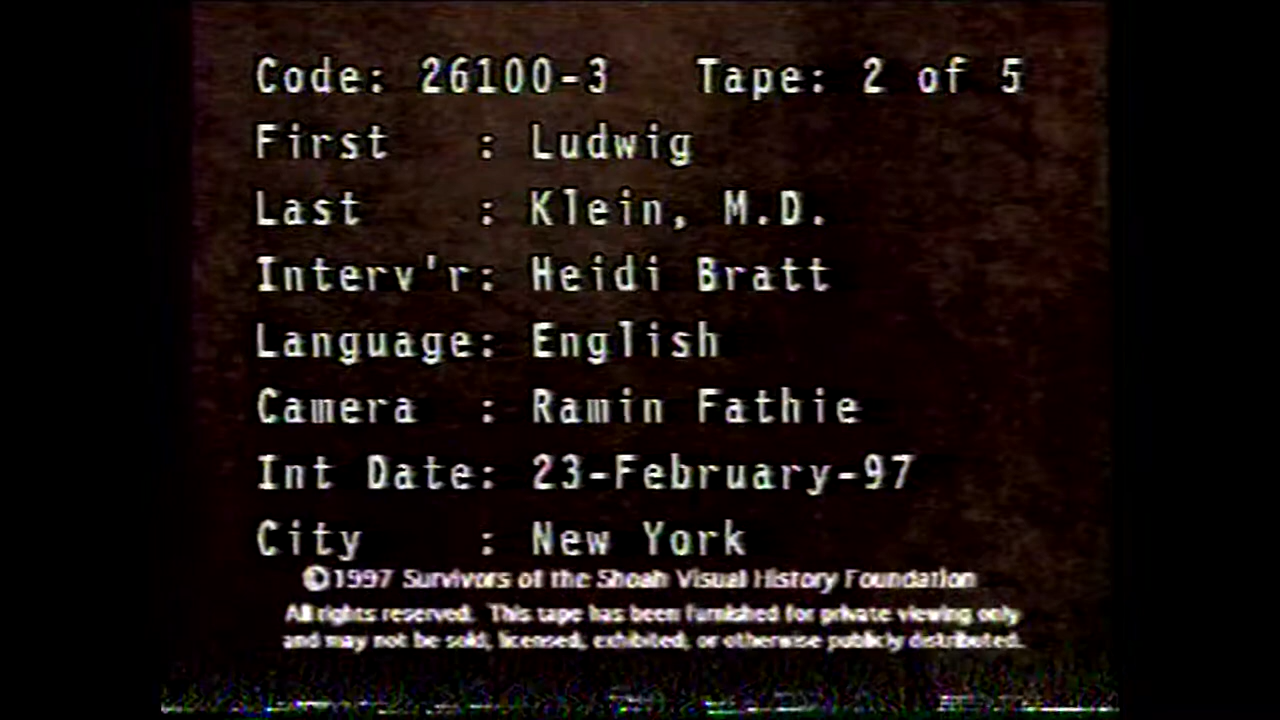 Code: 26100-3 Tape: 2 of 5
First : Ludwig
Last : Klein, M.D.
Interv'r: Heidi Bratt
Language: English
Camera : Ramin Fathie
Int Date: 23-February-97
City : New York
©1997 Survivors of the Shoah Visual History Foundation
All rights reserved. This tape has been furnished for private viewing only
and may not be sold, licensed, exhibited, or otherwise publicly distributed.